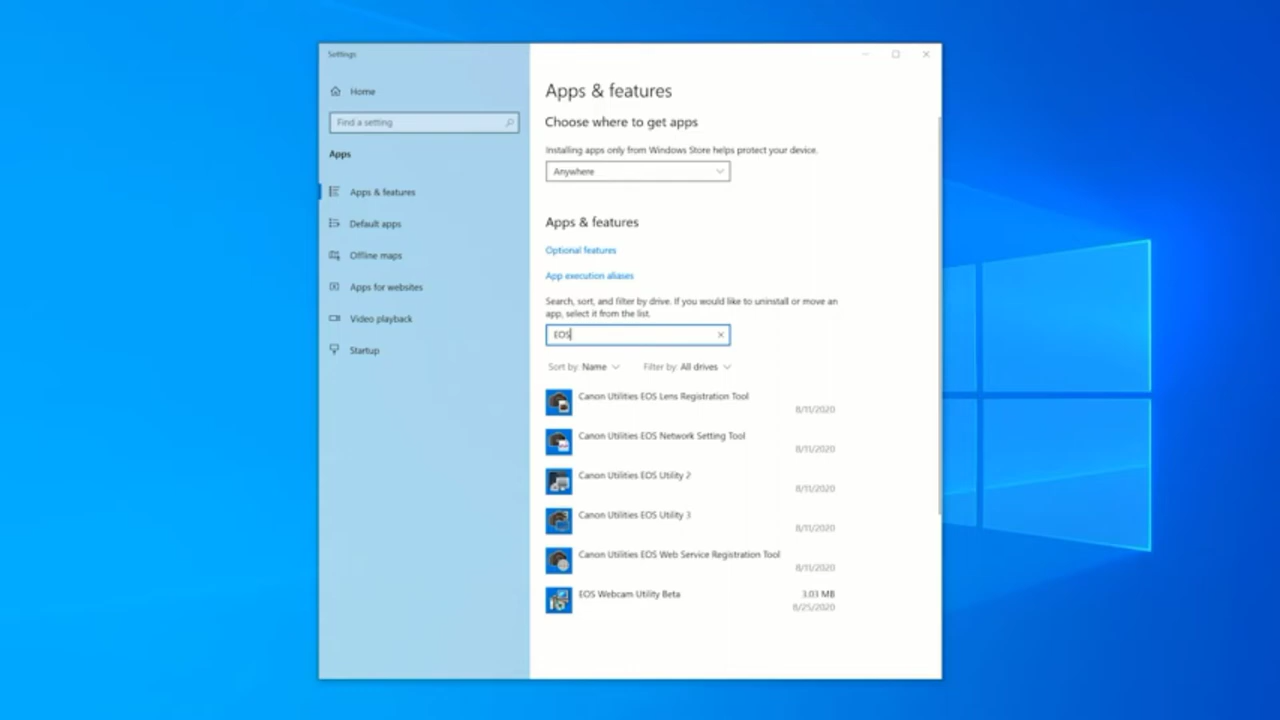 Settings
Home
Find a setting
Apps
Apps & features
Default apps
Offline maps
Apps for websites
Video playback
Startup
Apps & features
Choose where to get apps
Installing apps only from Windows Store helps protect your device.
Anywhere
Apps & features
Optional features
App execution aliases
Search, sort, and filter by drive. If you would like to uninstall or move an
app, select it from the list.
EOS
Sort by: Name Filter by: All drives
Canon Utilities EOS Lens Registration Tool
8/11/2020
Canon Utilities EOS Network Setting Tool
8/11/2020
Canon Utilities EOS Utility 2
8/11/2020
Canon Utilities EOS Utility 3
8/11/2020
Canon Utilities EOS Web Service Registration Tool
8/11/2020
EOS Webcam Utility Beta 3.03 MB
8/25/2020